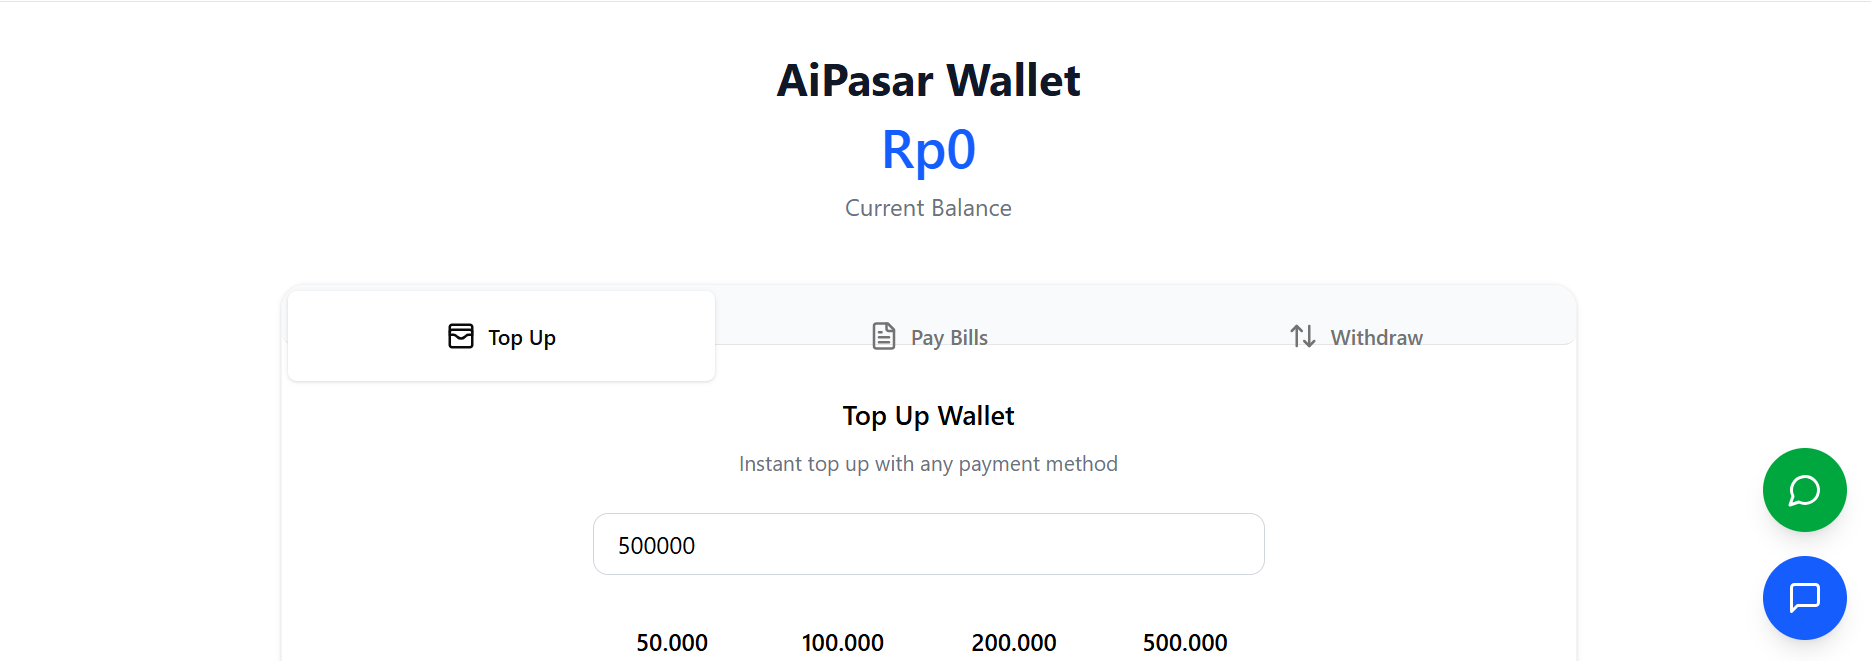 AiPasar Wallet
Rp0
Current Balance
Top Up
Pay Bills
Withdraw
Top Up Wallet
Instant top up with any payment method
500000
50.000 100.000 200.000 500.000